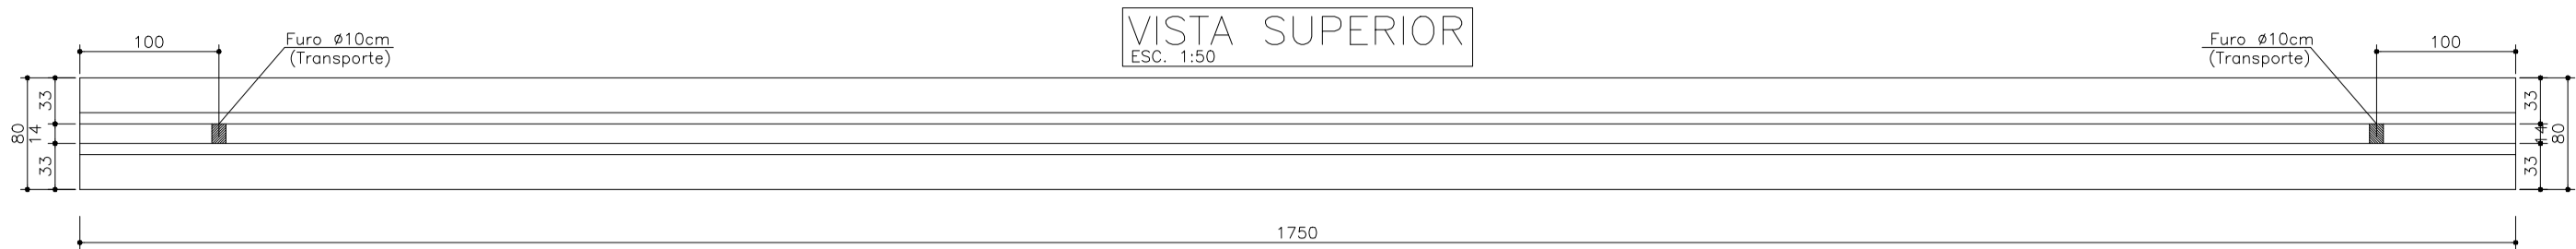 VISTA SUPERIOR
ESC. 1:50
100
Furo ø10cm
(Transporte)
Furo ø10cm
(Transporte)
100
33
14
33
80
33
14
33
80
1750